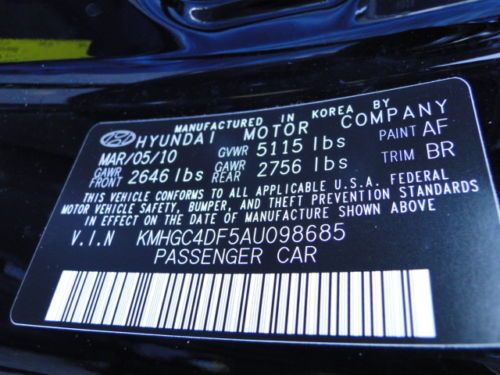 MANUFACTURED IN KOREA BY
HYUNDAI MOTOR COMPANY
MAR/05/10 GVWR 5115 lbs PAINT AF
GAWR FRONT 2646 lbs GAWR REAR 2756 lbs TRIM BR
THIS VEHICLE CONFORMS TO ALL APPLICABLE U.S.A. FEDERAL
MOTOR VEHICLE SAFETY, BUMPER, AND THEFT PREVENTION STANDARDS
IN EFFECT ON THE DATE OF MANUFACTURE SHOWN ABOVE.
V.I.N KMHGC4DF5AU098685
PASSENGER CAR